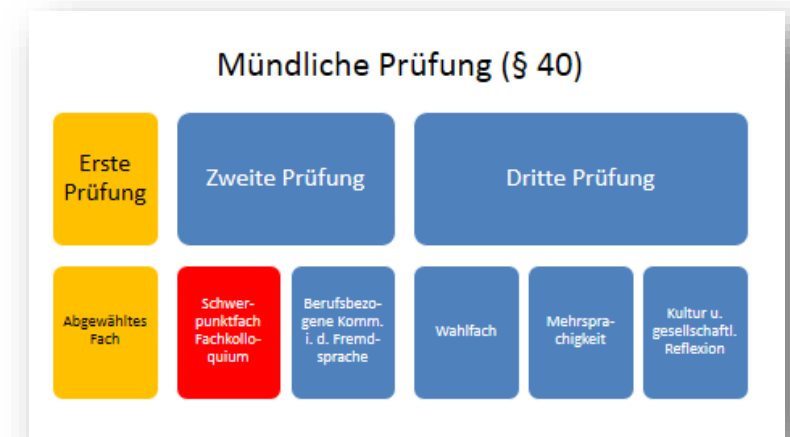 Mündliche Prüfung (§ 40)
Erste
Prüfung
Zweite Prüfung
Dritte Prüfung
Abgewähltes
Fach
Schwer-
punktfach
Fachkollo-
quium
Berufsbezo-
gene Komm.
i. d. Fremd-
sprache
Wahlfach
Mehrspra-
chigkeit
Kultur u.
gesellschaftl.
Reflexion